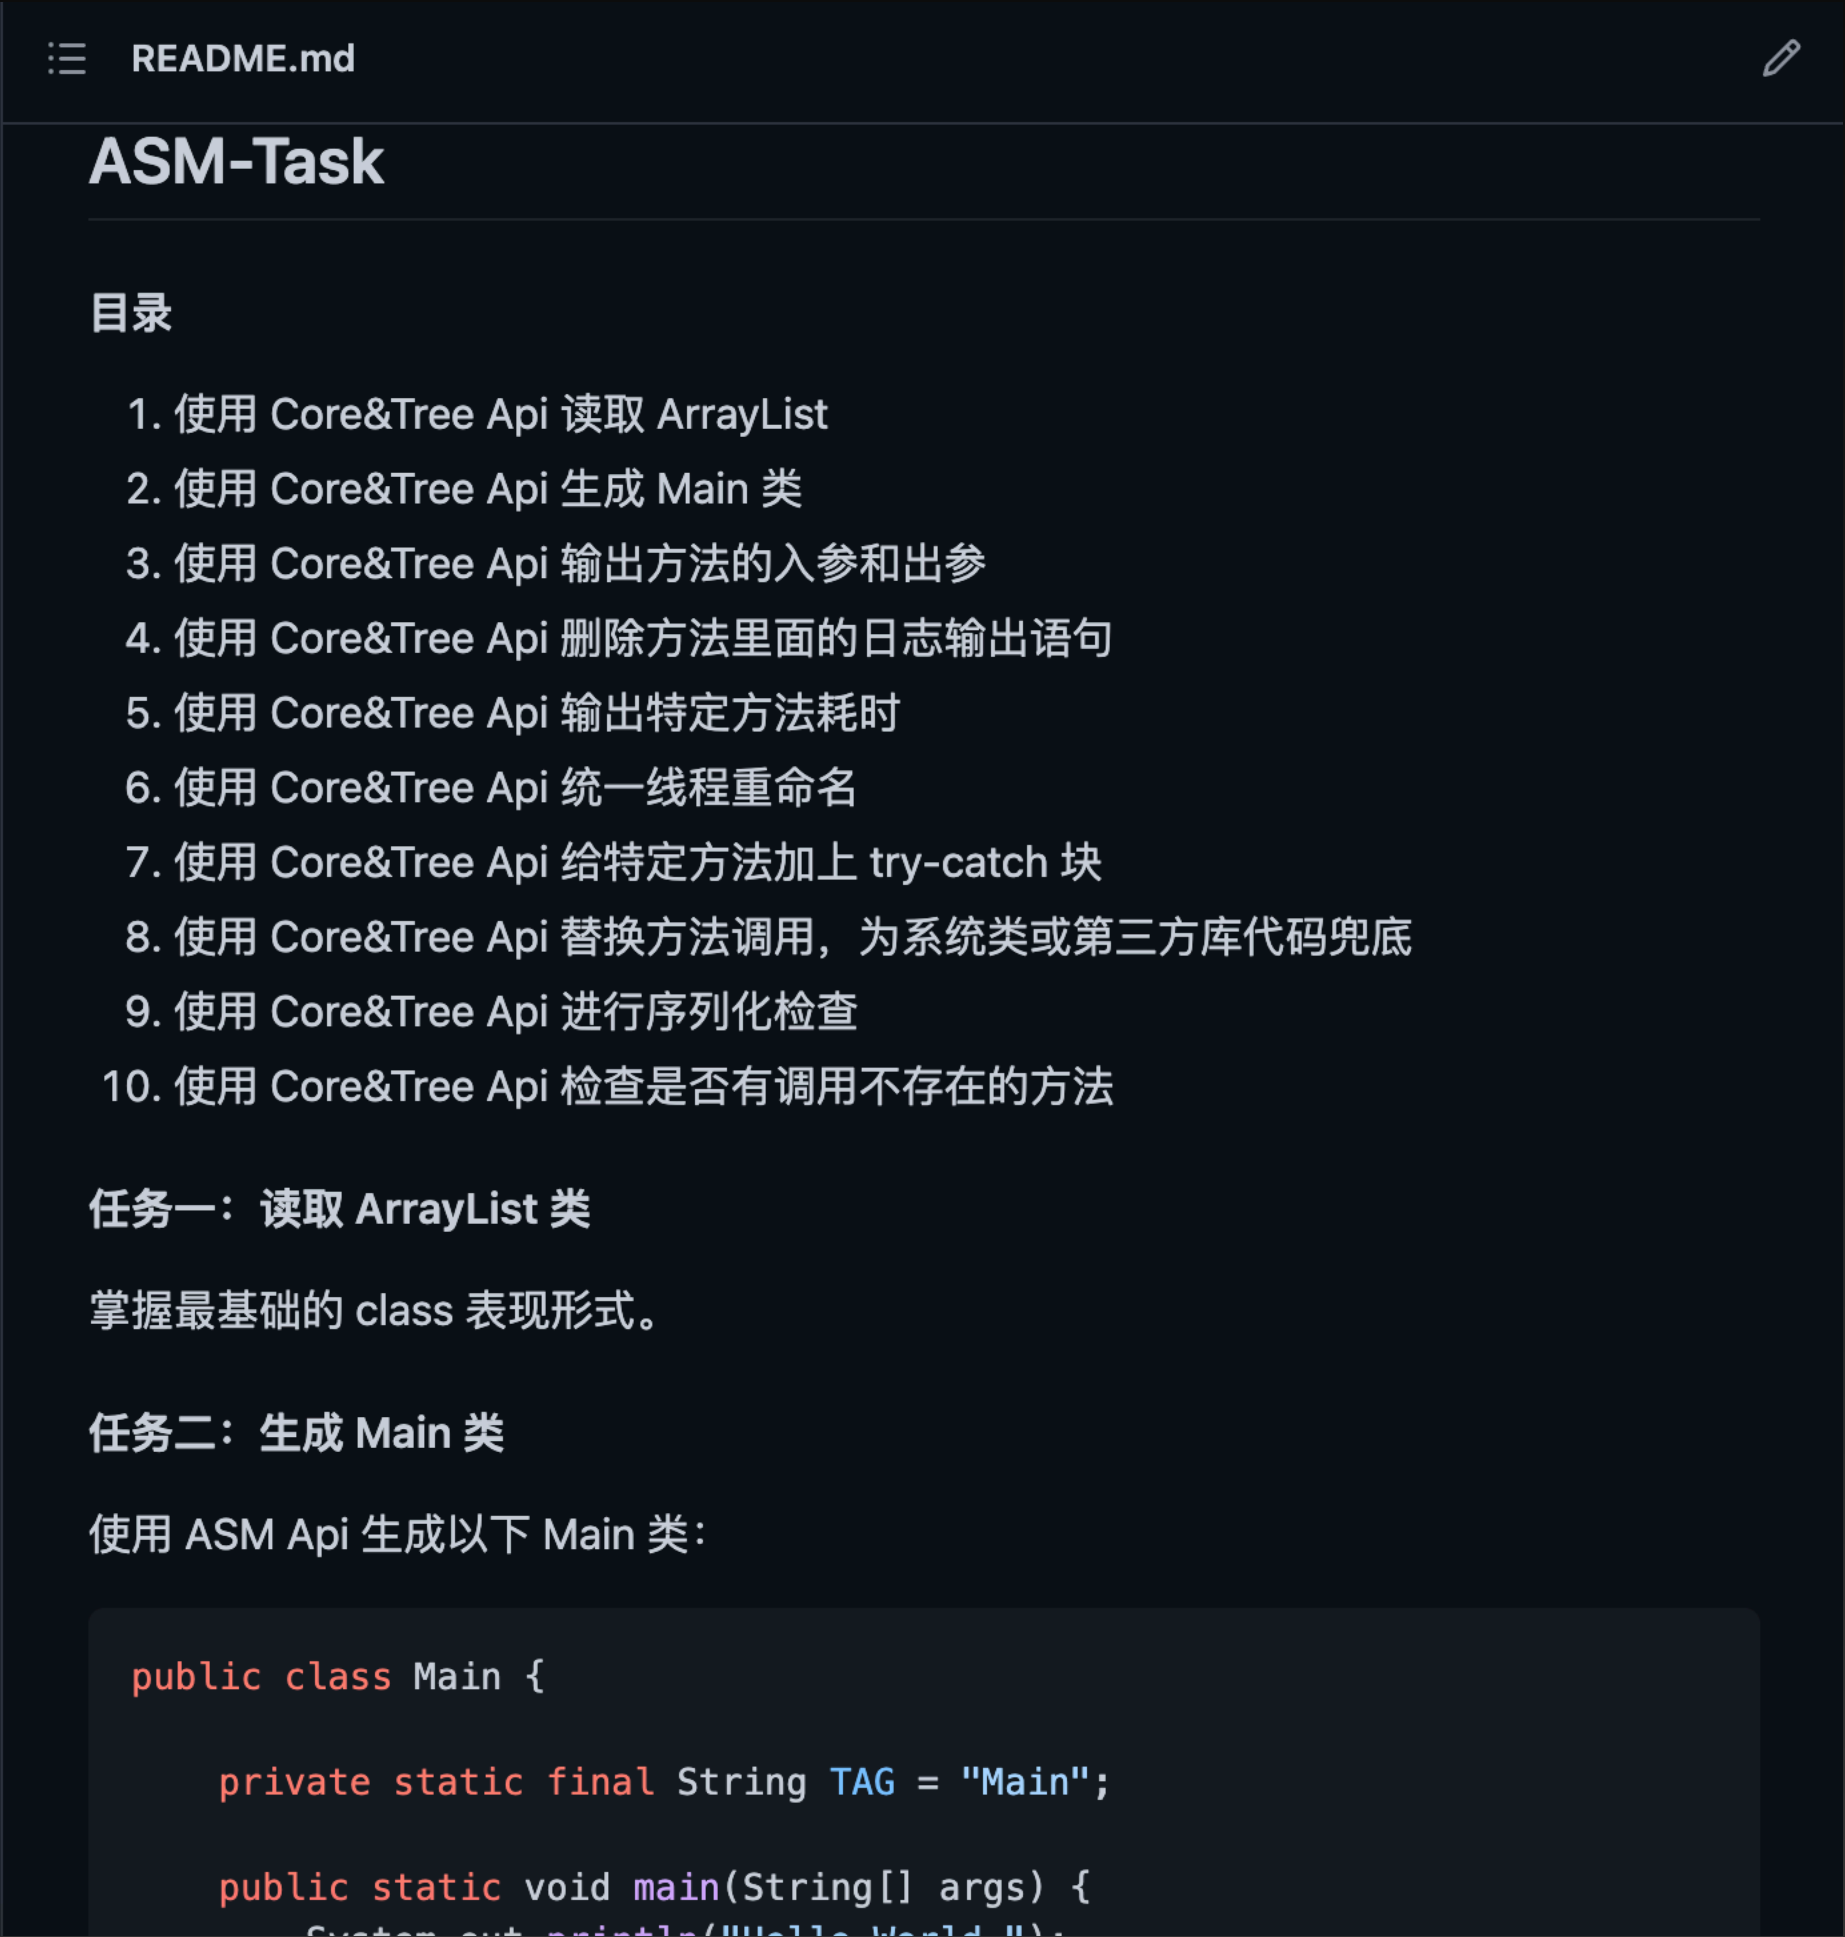 README.md
ASM-Task
目录
1. 使用 Core&Tree Api 读取 ArrayList
2. 使用 Core&Tree Api 生成 Main 类
3. 使用 Core&Tree Api 输出方法的入参和出参
4. 使用 Core&Tree Api 删除方法里面的日志输出语句
5. 使用 Core&Tree Api 输出特定方法耗时
6. 使用 Core&Tree Api 统一线程重命名
7. 使用 Core&Tree Api 给特定方法加上 try-catch 块
8. 使用 Core&Tree Api 替换方法调用，为系统类或第三方库代码兜底
9. 使用 Core&Tree Api 进行序列化检查
10. 使用 Core&Tree Api 检查是否有调用不存在的方法
任务一：读取 ArrayList 类
掌握最基础的 class 表现形式。
任务二：生成 Main 类
使用 ASM Api 生成以下 Main 类：
public class Main {
private static final String TAG = "Main";
public static void main(String[] args) {
System.out.println("Hello World.");